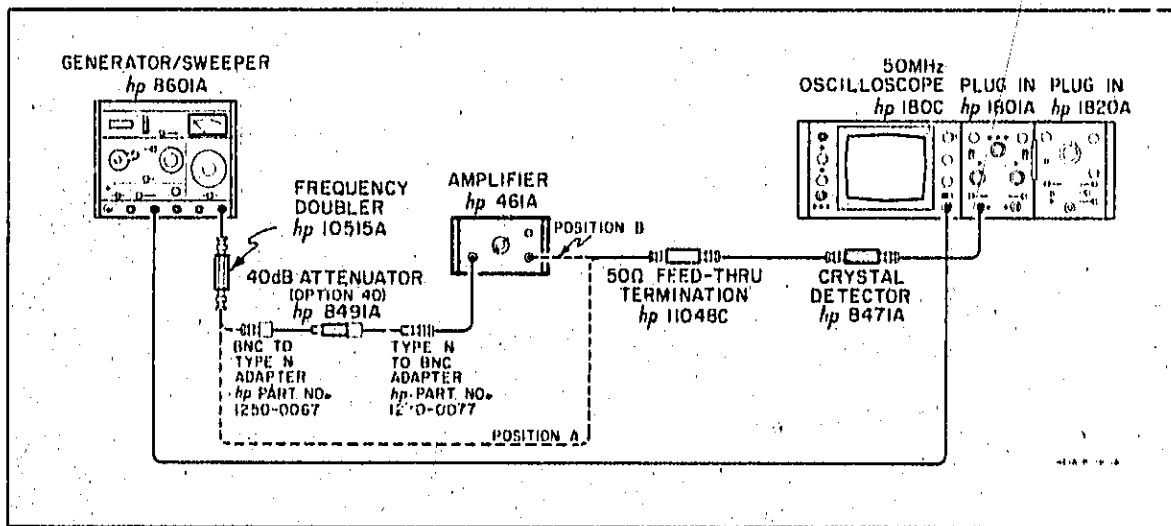 GENERATOR/SWEEPER
hp 8601A
50MHz
OSCILLOSCOPE
hp 180C
PLUG IN
hp 1801A
PLUG IN
hp 1820A
FREQUENCY
DOUBLER
hp 10515A
AMPLIFIER
hp 461A
POSITION B
40dB ATTENUATOR
(OPTION 40)
hp 8491A
50Ω FEED-THRU
TERMINATION
hp 11048C
CRYSTAL
DETECTOR
hp 8471A
BNC TO
TYPE N
ADAPTER
hp PART NO.
1250-0067
TYPE N
TO BNC
ADAPTER
hp PART NO.
POSITION A